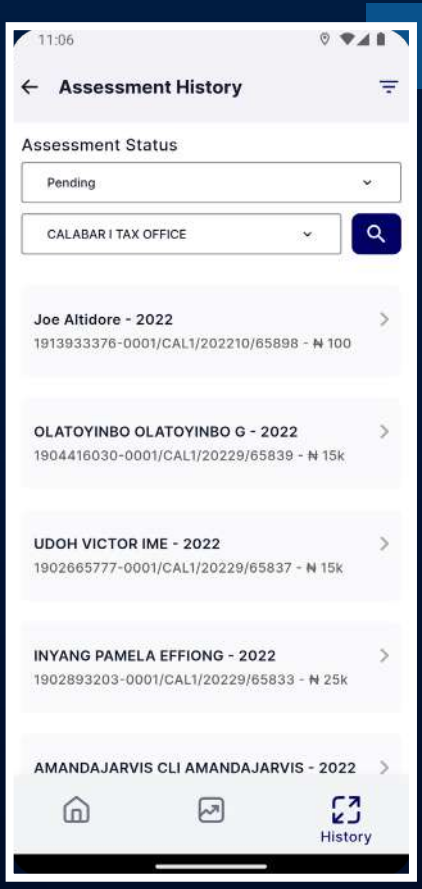 11:06
Assessment History
Assessment Status
Pending
CALABAR I TAX OFFICE
Joe Altidore - 2022
1913933376-0001/CAL1/202210/65898 - ₦ 100
OLATOYINBO OLATOYINBO G - 2022
1904416030-0001/CAL1/20229/65839 - ₦ 15k
UDOH VICTOR IME - 2022
1902665777-0001/CAL1/20229/65837 - ₦ 15k
INYANG PAMELA EFFIONG - 2022
1902893203-0001/CAL1/20229/65833 - ₦ 25k
AMANDAJARVIS CLI AMANDAJARVIS - 2022
History